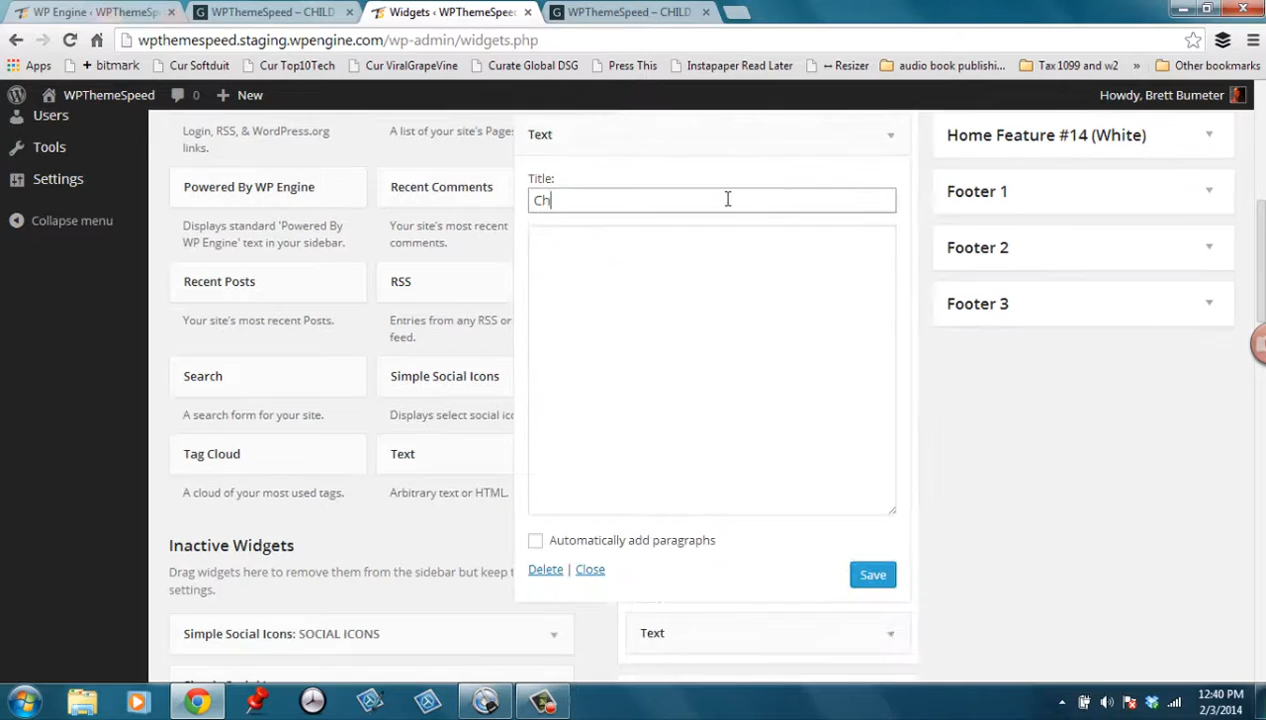 WP Engine ‹ WPThemeSpeed
WPThemeSpeed – CHILD
Widgets ‹ WPThemeSpeed
WPThemeSpeed – CHILD
wpthemespeed.staging.wpengine.com/wp-admin/widgets.php
Apps + bitmark Cur Softduit Cur Top10Tech Cur ViralGrapeVine Curate Global DSG Press This Instapaper Read Later ↔ Resizer audio book publishi... Tax 1099 and w2 » Other bookmarks
WPThemeSpeed 0 + New Howdy, Brett Bumeter
Users
Tools
Settings
Collapse menu
Login, RSS, & WordPress.org links.
A list of your site's Pages
Powered By WP Engine
Recent Comments
Displays standard 'Powered By WP Engine' text in your sidebar.
Your site's most recent comments.
Recent Posts
RSS
Your site's most recent Posts.
Entries from any RSS or feed.
Search
Simple Social Icons
A search form for your site.
Displays select social ic
Tag Cloud
Text
A cloud of your most used tags.
Arbitrary text or HTML.
Inactive Widgets
Drag widgets here to remove them from the sidebar but keep t
settings.
Simple Social Icons: SOCIAL ICONS
Text
Title:
Ch
Automatically add paragraphs
Delete | Close
Save
Text
Home Feature #14 (White)
Footer 1
Footer 2
Footer 3
12:40 PM
2/3/2014